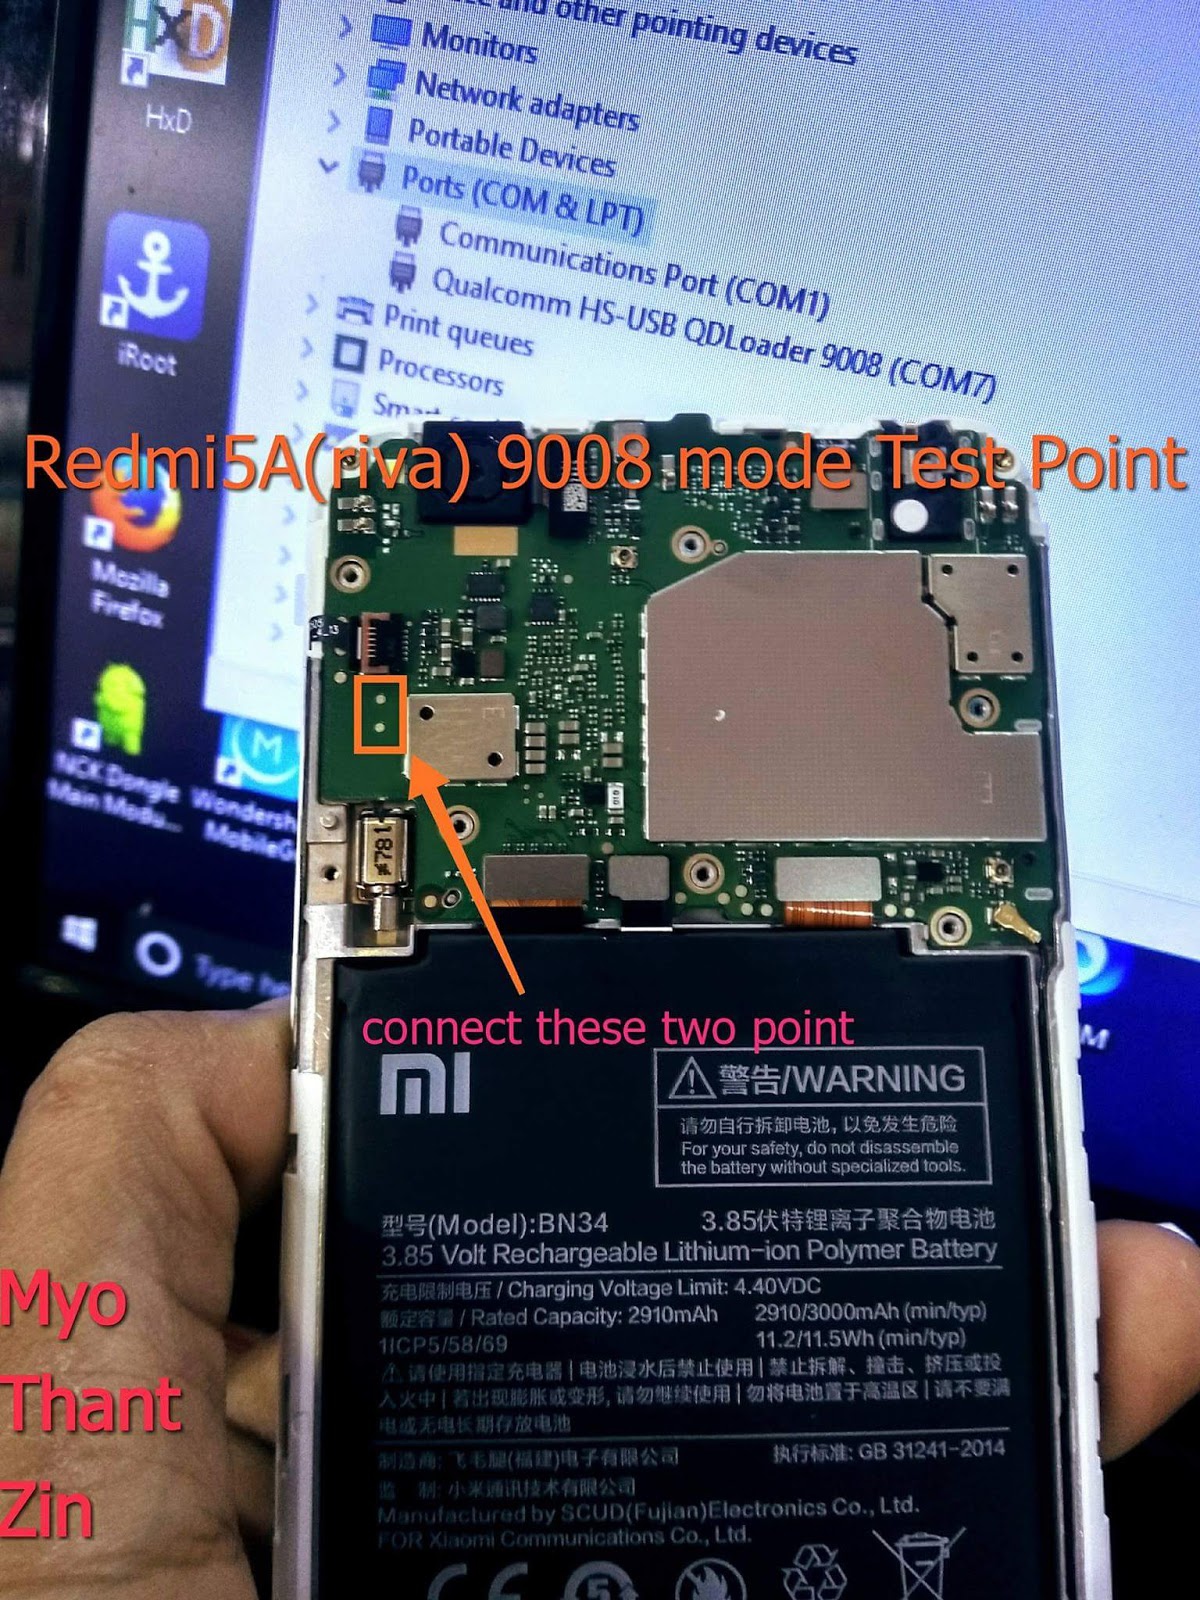 and other pointing devices
HxD
Monitors
Network adapters
Portable Devices
Ports (COM & LPT)
Communications Port (COM1)
Qualcomm HS-USB QDLoader 9008 (COM7)
iRoot
Print queues
Processors
Redmi5A(riva) 9008 mode Test Point
Mozilla
Firefox
NCK Dongle
Main Modu...
#781
connect these two point
MI
警告/WARNING
请勿自行拆卸电池, 以免发生危险
For your safety, do not disassemble
the battery without specialized tools.
型号(Model):BN34 3.85伏特锂离子聚合物电池
3.85 Volt Rechargeable Lithium-ion Polymer Battery
充电限制电压 / Charging Voltage Limit: 4.40VDC
额定容量 / Rated Capacity: 2910mAh 2910/3000mAh (min/typ)
1ICP5/58/69 11.2/11.5Wh (min/typ)
请使用指定充电器 | 电池浸水后禁止使用 | 禁止拆解、撞击、挤压或投
入火中 | 若出现膨胀或变形, 请勿继续使用 | 勿将电池置于高温区 | 请不要满
电或无电长期存放电池
制造商: 飞毛腿(福建)电子有限公司 执行标准: GB 31241-2014
监 制: 小米通讯技术有限公司
Manufactured by SCUD(Fujian)Electronics Co., Ltd.
FOR Xiaomi Communications Co., Ltd.
Myo
Thant
Zin